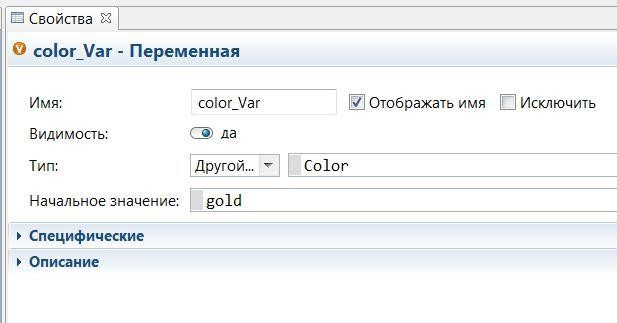 Свойства
color_Var - Переменная
Имя: color_Var Отображать имя Исключить
Видимость: да
Тип: Другой... Color
Начальное значение: gold
Специфические
Описание